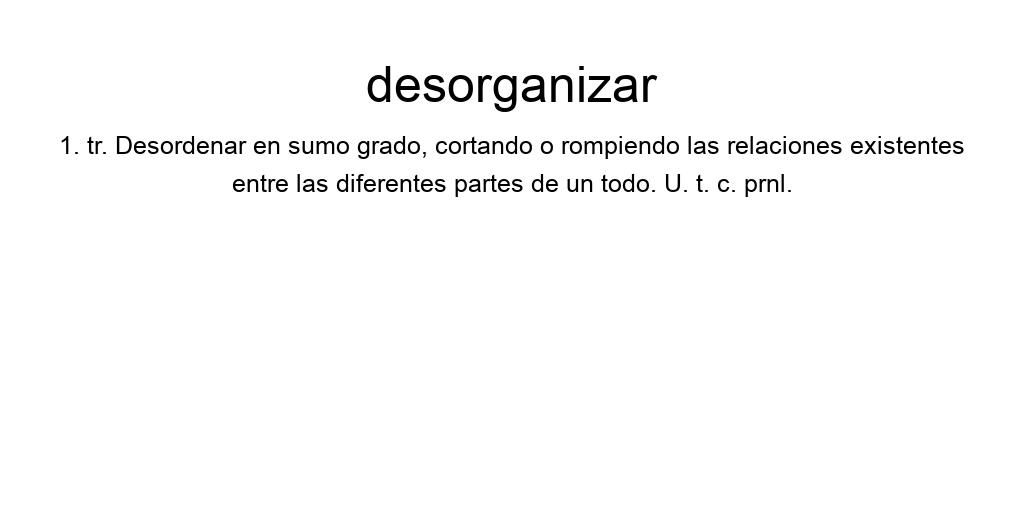 desorganizar
1. tr. Desordenar en sumo grado, cortando o rompiendo las relaciones existentes
entre las diferentes partes de un todo. U. t. c. prnl.